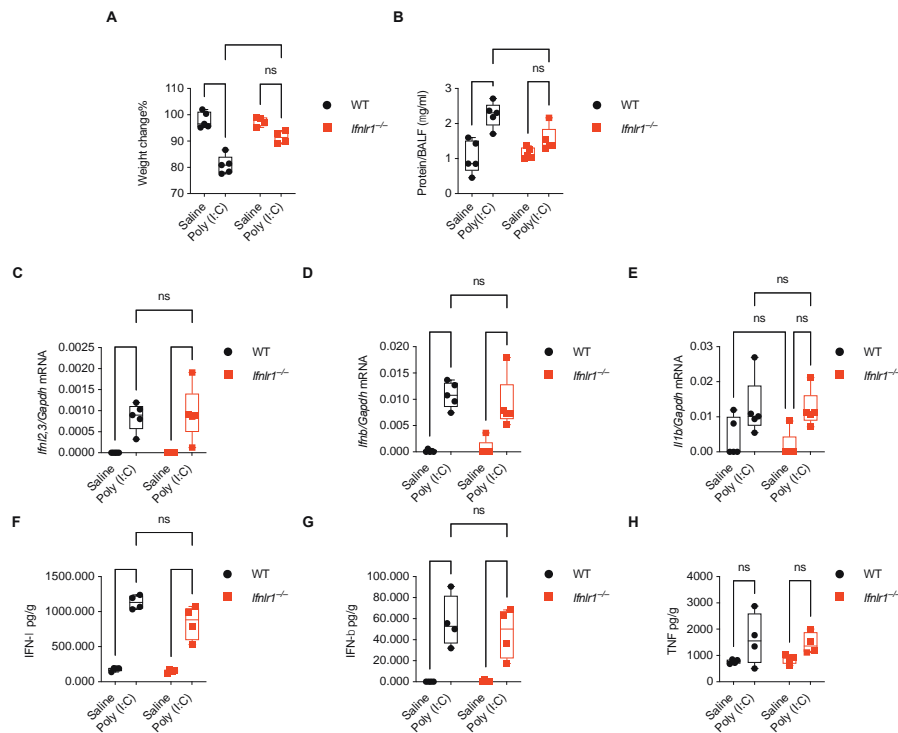 A
ns
Weight change%
110
100
90
80
70
Saline
Poly (I:C)
Saline
Poly (I:C)
WT
Ifnlr1⁻/⁻
B
ns
Protein/BALF (mg/ml)
3
2
1
0
Saline
Poly(I:C)
Saline
Poly(I:C)
WT
Ifnlr1⁻/⁻
C
ns
Ifnl2,3/Gapdh mRNA
0.0025
0.0020
0.0015
0.0010
0.0005
0.0000
Saline
Poly (I:C)
Saline
Poly (I:C)
WT
Ifnlr1⁻/⁻
D
ns
Ifnb/Gapdh mRNA
0.020
0.015
0.010
0.005
0.000
Saline
Poly (I:C)
Saline
Poly (I:C)
WT
Ifnlr1⁻/⁻
E
ns
ns
ns
Il1b/Gapdh mRNA
0.03
0.02
0.01
0.00
Saline
Poly (I:C)
Saline
Poly (I:C)
WT
Ifnlr1⁻/⁻
F
ns
IFN-l pg/g
1500.000
1000.000
500.000
0.000
Saline
Poly (I:C)
Saline
Poly (I:C)
WT
Ifnlr1⁻/⁻
G
ns
IFN-b pg/g
100.000
80.000
60.000
40.000
20.000
0.000
Saline
Poly (I:C)
Saline
Poly (I:C)
WT
Ifnlr1⁻/⁻
H
ns
ns
TNF pg/g
4000
3000
2000
1000
0
Saline
Poly (I:C)
Saline
Poly (I:C)
WT
Ifnlr1⁻/⁻